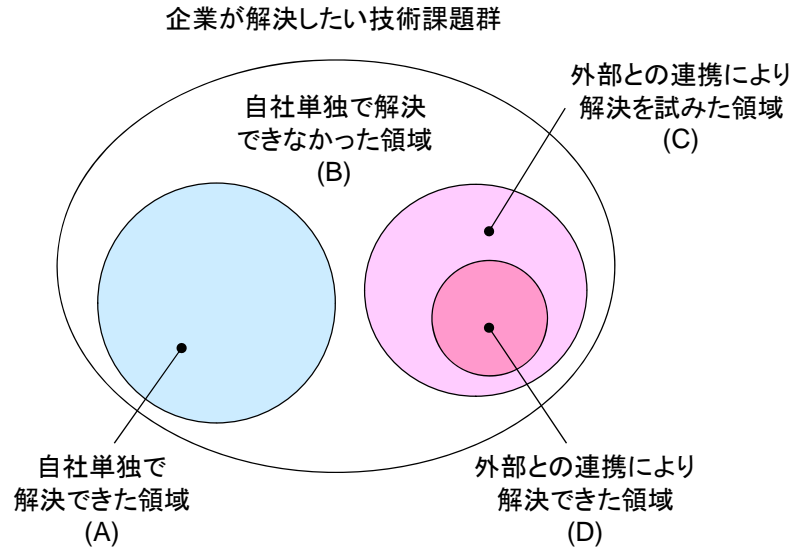 企業が解決したい技術課題群
自社単独で解決
できなかった領域
(B)
外部との連携により
解決を試みた領域
(C)
自社単独で
解決できた領域
(A)
外部との連携により
解決できた領域
(D)